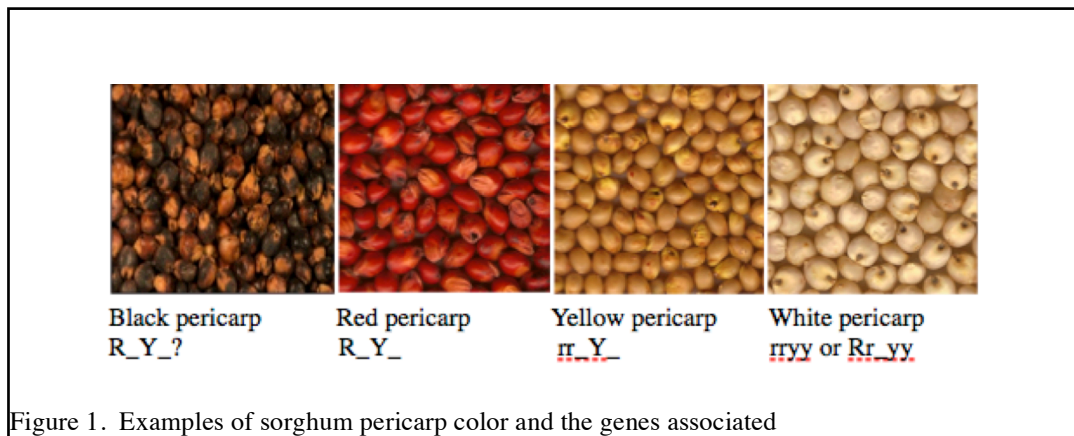 Black pericarp
R_Y_?
Red pericarp
R_Y_
Yellow pericarp
rr_Y_
White pericarp
rryy or Rr_yy
Figure 1.  Examples of sorghum pericarp color and the genes associated